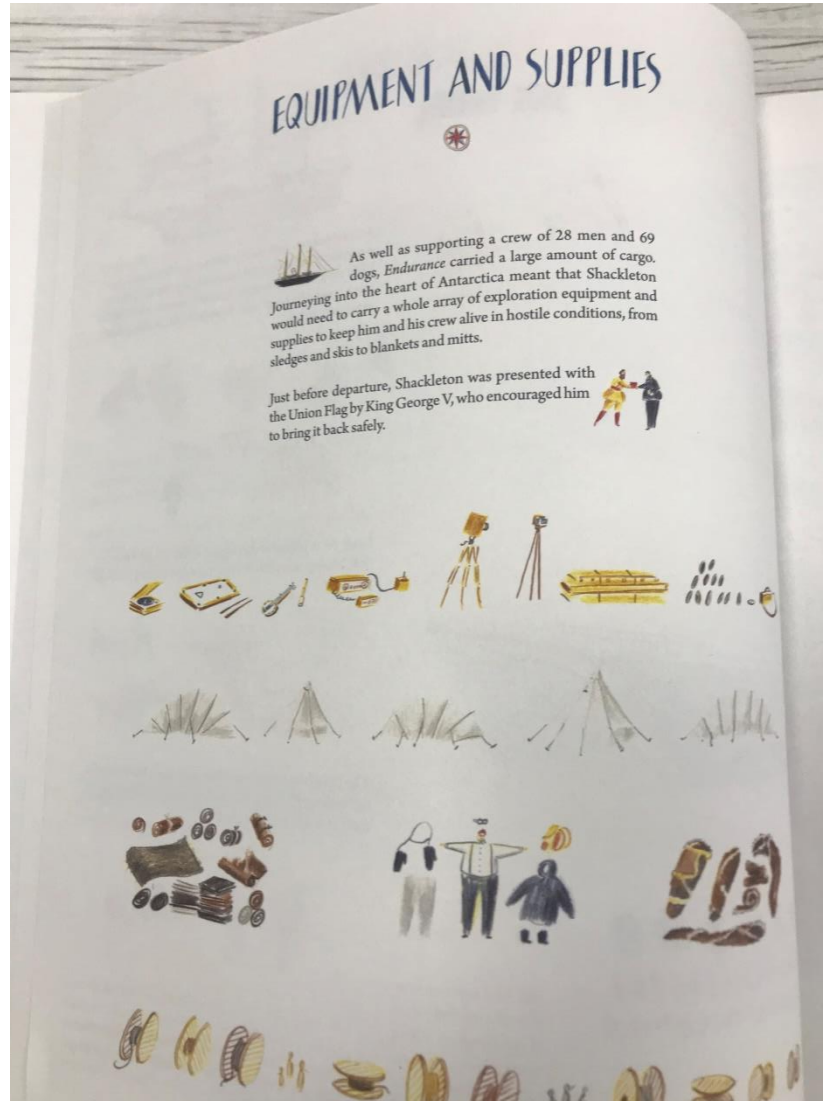 EQUIPMENT AND SUPPLIES
As well as supporting a crew of 28 men and 69
dogs, Endurance carried a large amount of cargo.
Journeying into the heart of Antarctica meant that Shackleton
would need to carry a whole array of exploration equipment and
supplies to keep him and his crew alive in hostile conditions, from
sledges and skis to blankets and mitts.
Just before departure, Shackleton was presented with
the Union Flag by King George V, who encouraged him
to bring it back safely.